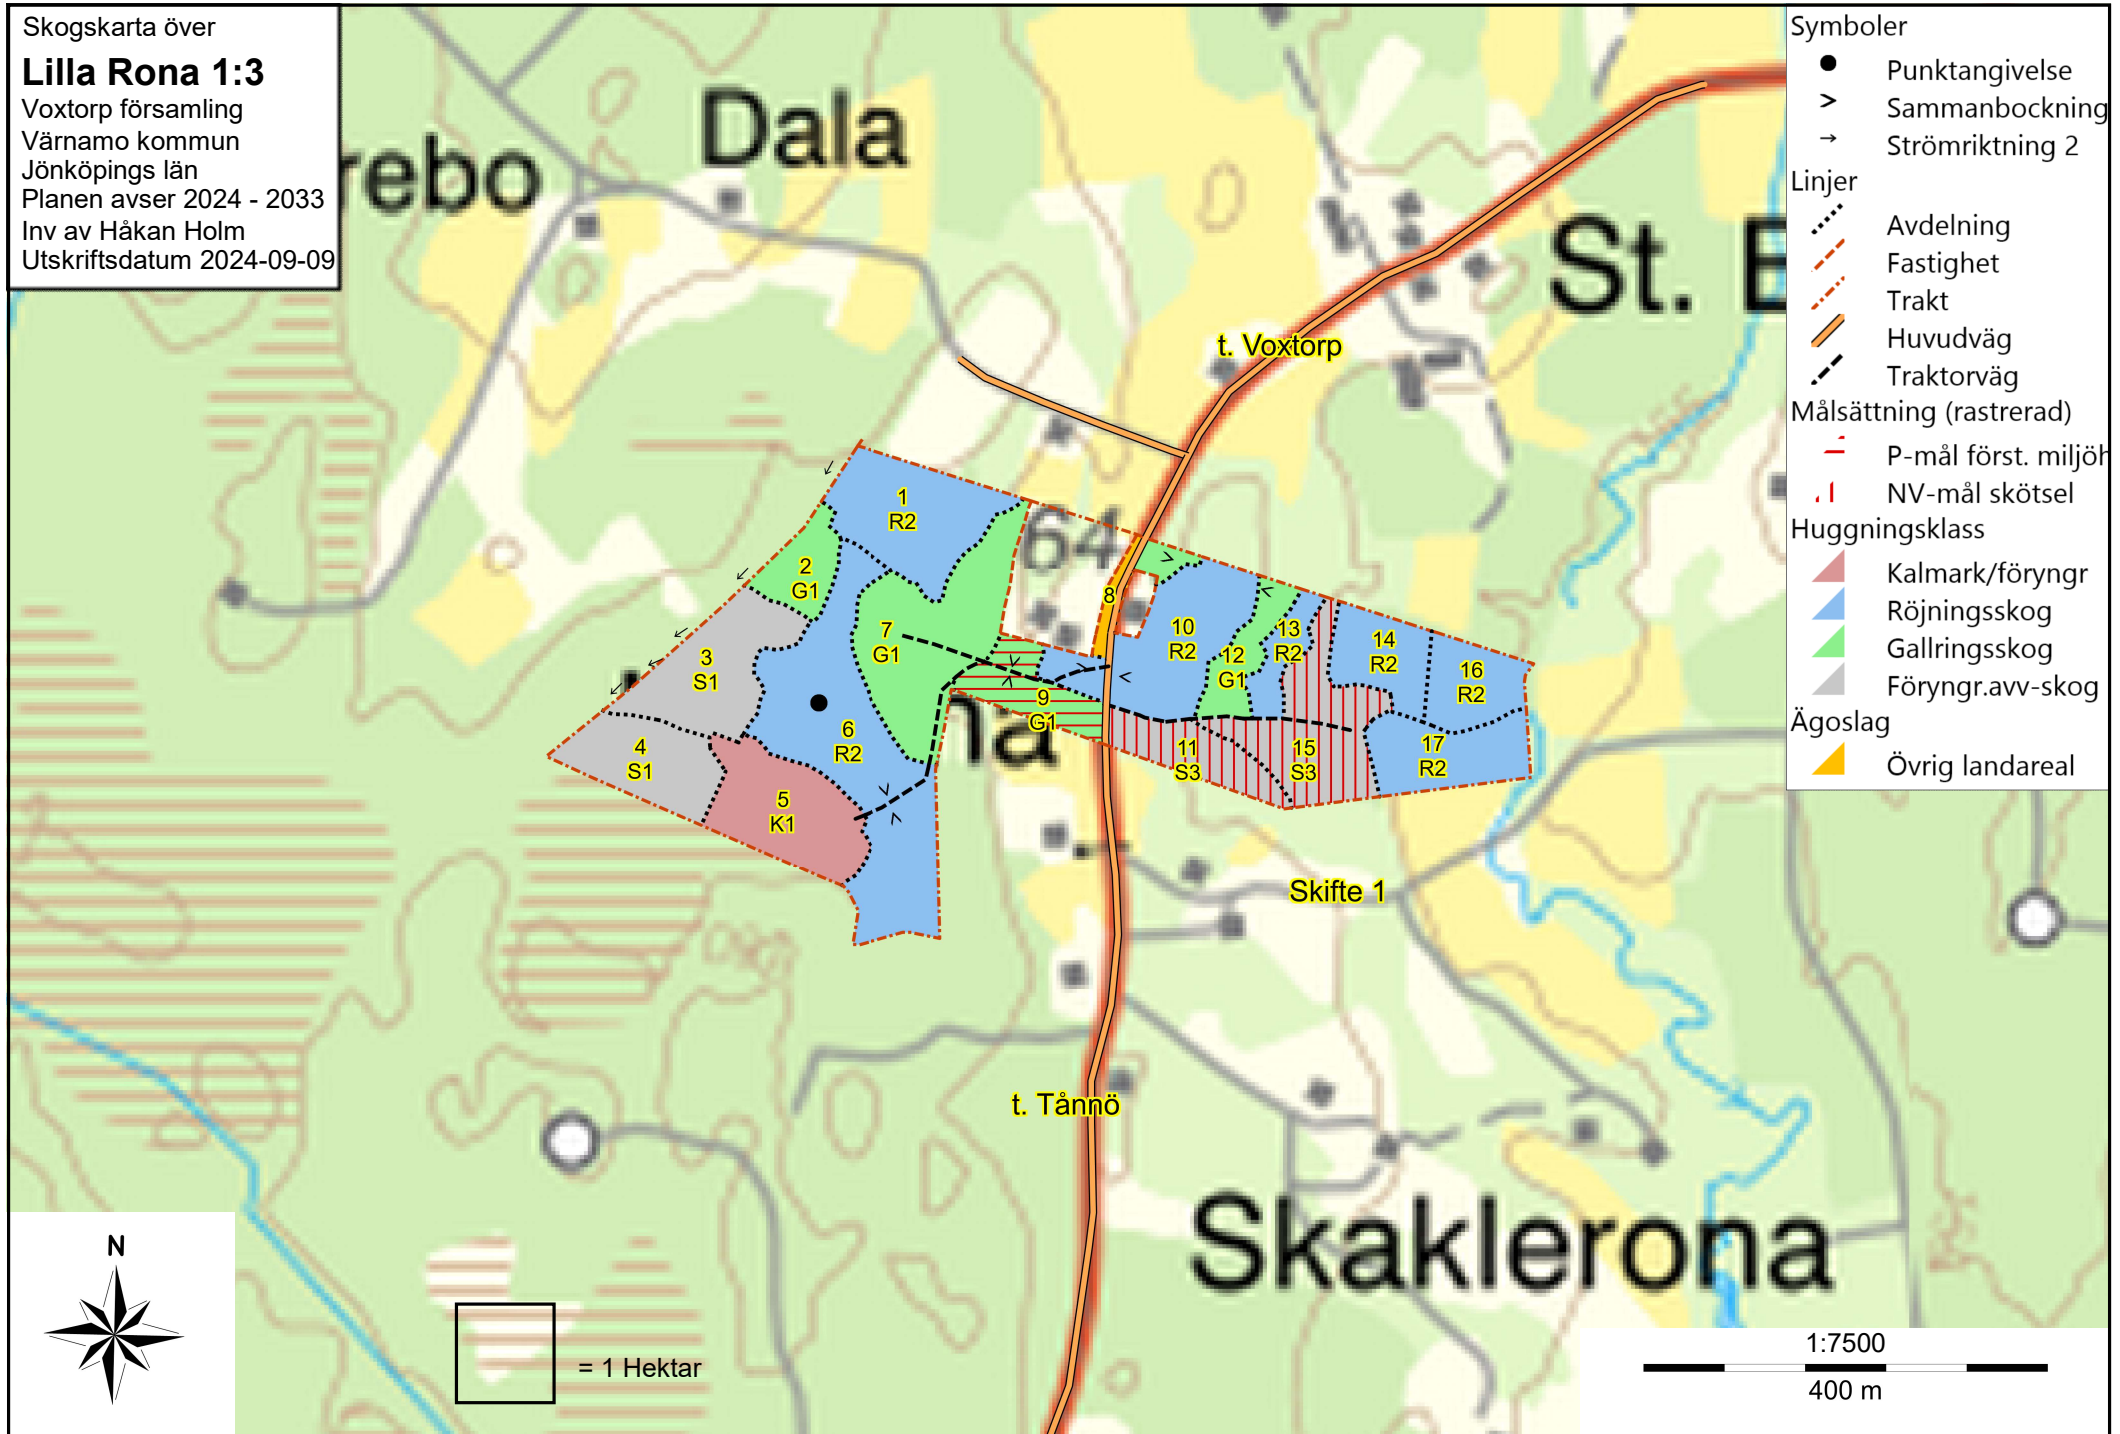 Skogskarta över
Lilla Rona 1:3
Voxtorp församling
Värnamo kommun
Jönköpings län
Planen avser 2024 - 2033
Inv av Håkan Holm
Utskriftsdatum 2024-09-09
rebo
Dala
St. B
t. Voxtorp
64
1
R2
2
G1
3
S1
4
S1
5
K1
6
R2
7
G1
8
9
G1
10
R2
11
S3
12
G1
13
R2
14
R2
15
S3
16
R2
17
R2
na
Skifte 1
t. Tånnö
Skaklerona
Symboler
Punktangivelse
Sammanbockning
Strömriktning 2
Linjer
Avdelning
Fastighet
Trakt
Huvudväg
Traktorväg
Målsättning (rastrerad)
P-mål först. miljöh
NV-mål skötsel
Huggningsklass
Kalmark/föryngr
Röjningsskog
Gallringsskog
Föryngr.avv-skog
Ägoslag
Övrig landareal
N
= 1 Hektar
1:7500
400 m